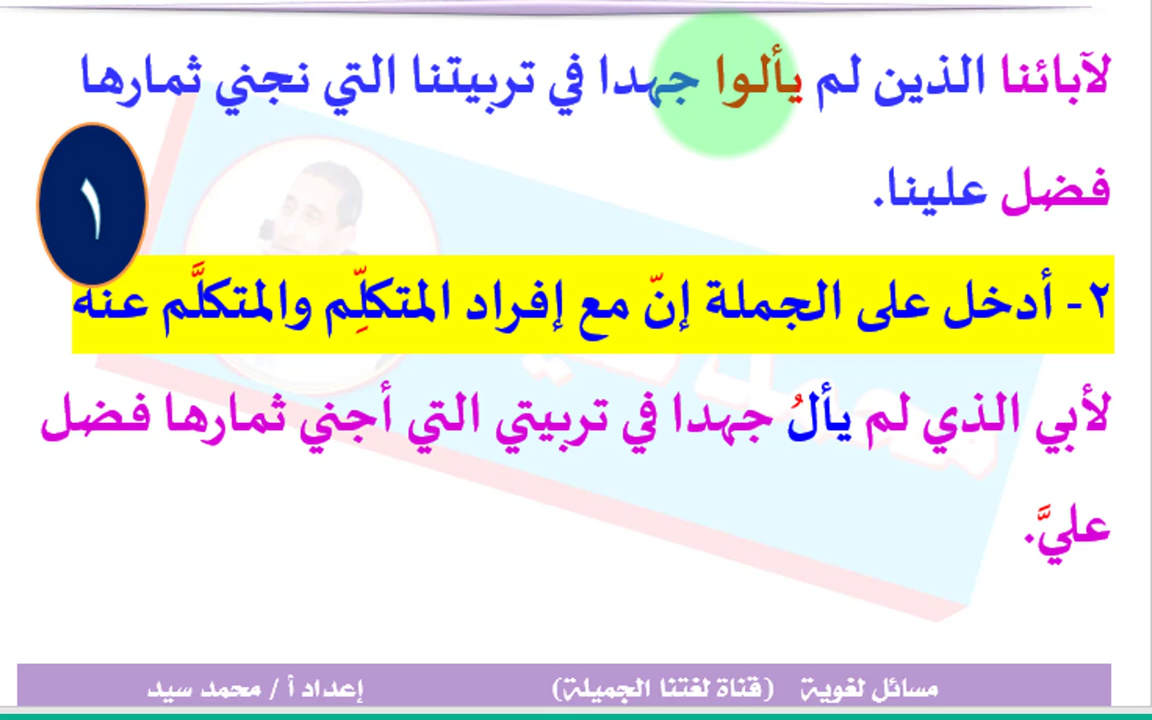 لآبائنا الذين لم يألوا جهدا في تربيتنا التي نجني ثمارها
فضل علينا.
١
٢- أدخل على الجملة إنّ مع إفراد المتكلِّم والمتكلَّم عنه
لأبي الذي لم يألُ جهدا في تربيتي التي أجني ثمارها فضل
عليَّ.
مسائل لغوية (قناة لغتنا الجميلة) إعداد أ / محمد سيد